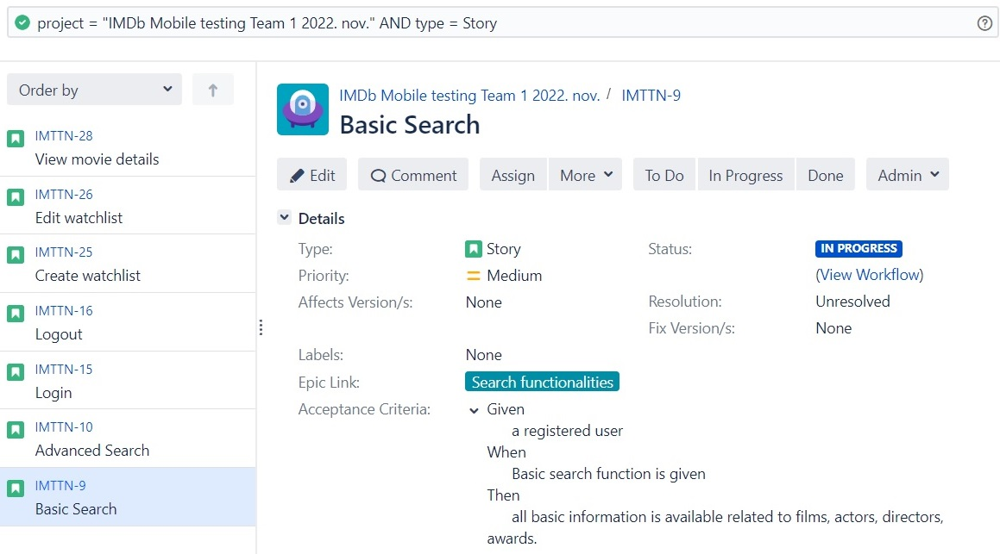 project = "IMDb Mobile testing Team 1 2022. nov." AND type = Story
Order by
IMTTN-28
View movie details
IMTTN-26
Edit watchlist
IMTTN-25
Create watchlist
IMTTN-16
Logout
IMTTN-15
Login
IMTTN-10
Advanced Search
IMTTN-9
Basic Search
IMDb Mobile testing Team 1 2022. nov. / IMTTN-9
Basic Search
Edit Comment Assign More To Do In Progress Done Admin
Details
Type: Story Status: IN PROGRESS
Priority: Medium (View Workflow)
Affects Version/s: None Resolution: Unresolved
Fix Version/s: None
Labels: None
Epic Link: Search functionalities
Acceptance Criteria: Given
a registered user
When
Basic search function is given
Then
all basic information is available related to films, actors, directors,
awards.